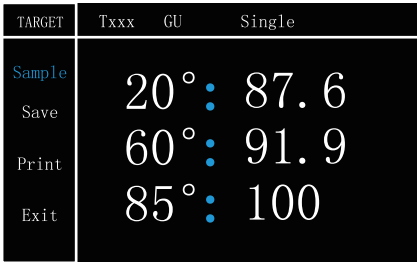 TARGET Txxx GU Single
Sample
Save
Print
Exit
20°: 87.6
60°: 91.9
85°: 100